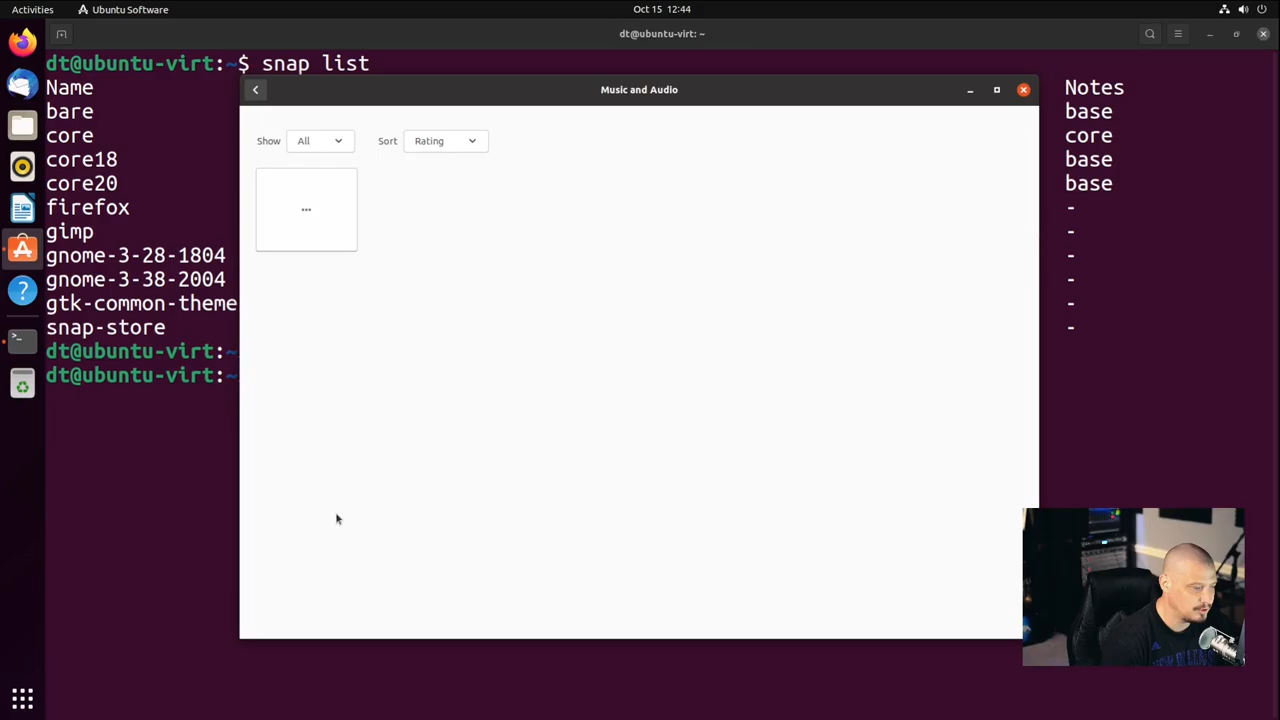 Activities
Ubuntu Software
Oct 15 12:44
dt@ubuntu-virt: ~
dt@ubuntu-virt:~$ snap list
Name
Notes
bare
base
core
core
core18
base
core20
base
firefox
-
gimp
-
gnome-3-28-1804
-
gnome-3-38-2004
-
gtk-common-theme
-
snap-store
-
dt@ubuntu-virt:~
dt@ubuntu-virt:~
Music and Audio
Show
All
Sort
Rating
...